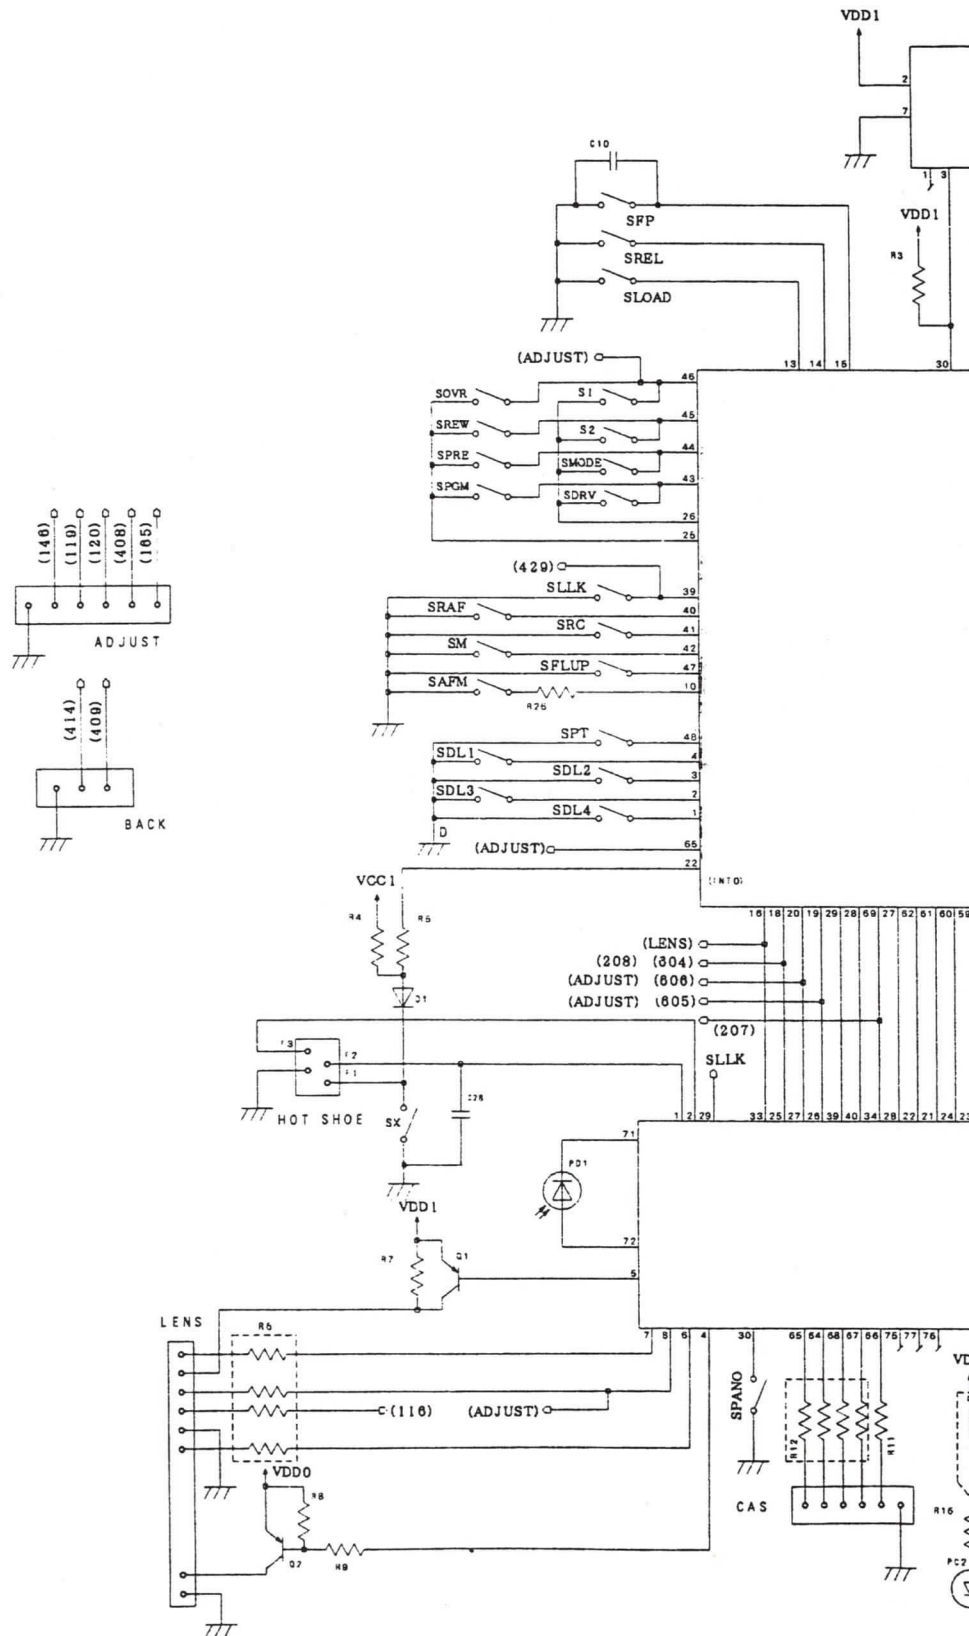 VDD1
2
7
C10
1 3
SFP
VDD1
SREL
R3
SLOAD
13 14 15 30
(ADJUST)
46
SOVR S1
45
SREW S2
44
SPRE SMODE
43
SPGM SDRV
26
25
(146) (119) (120) (408) (165)
(429)
SLLK 39
SRAF 40
ADJUST
SRC 41
SM 42
SFLUP 47
SAFM 10
R26
(414) (409)
SPT 48
SDL1 4
SDL2 3
SDL3 2
SDL4 1
BACK
D
(ADJUST) 65
22
(INT0)
VCC1
R4 R5
16 18 20 19 29 28 69 27 62 61 60 59
(LENS)
(208) (604)
(ADJUST) (606)
D1
(ADJUST) (605)
(207)
F3
F2
F1
SLLK
HOT SHOE
C28
SX
1 2 29 33 25 27 26 39 40 34 28 22 21 24 23
71
PD1
VDD1
72
R7 Q1
5
LENS
R6
7 8 6 4 30 65 64 68 67 66 75 77 76
SPANO
(116) (ADJUST)
R12 R11
VDD0
R8
CAS
R16
Q2 R9
PC2